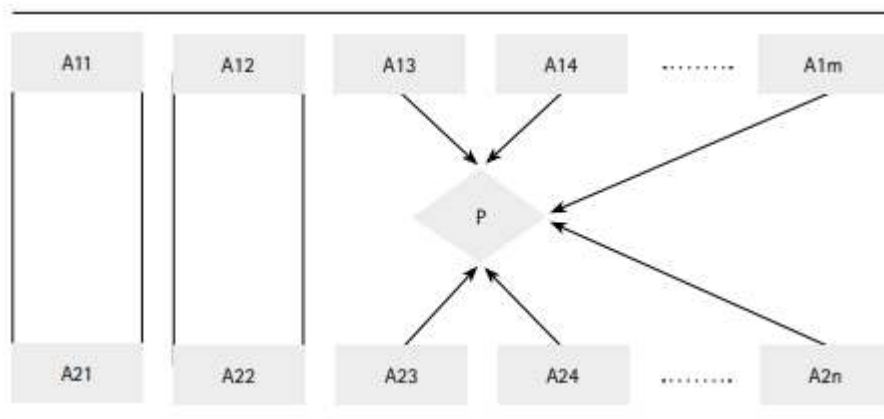 A11 A12 A13 A14 ........ A1m
P
A21 A22 A23 A24 ........ A2n